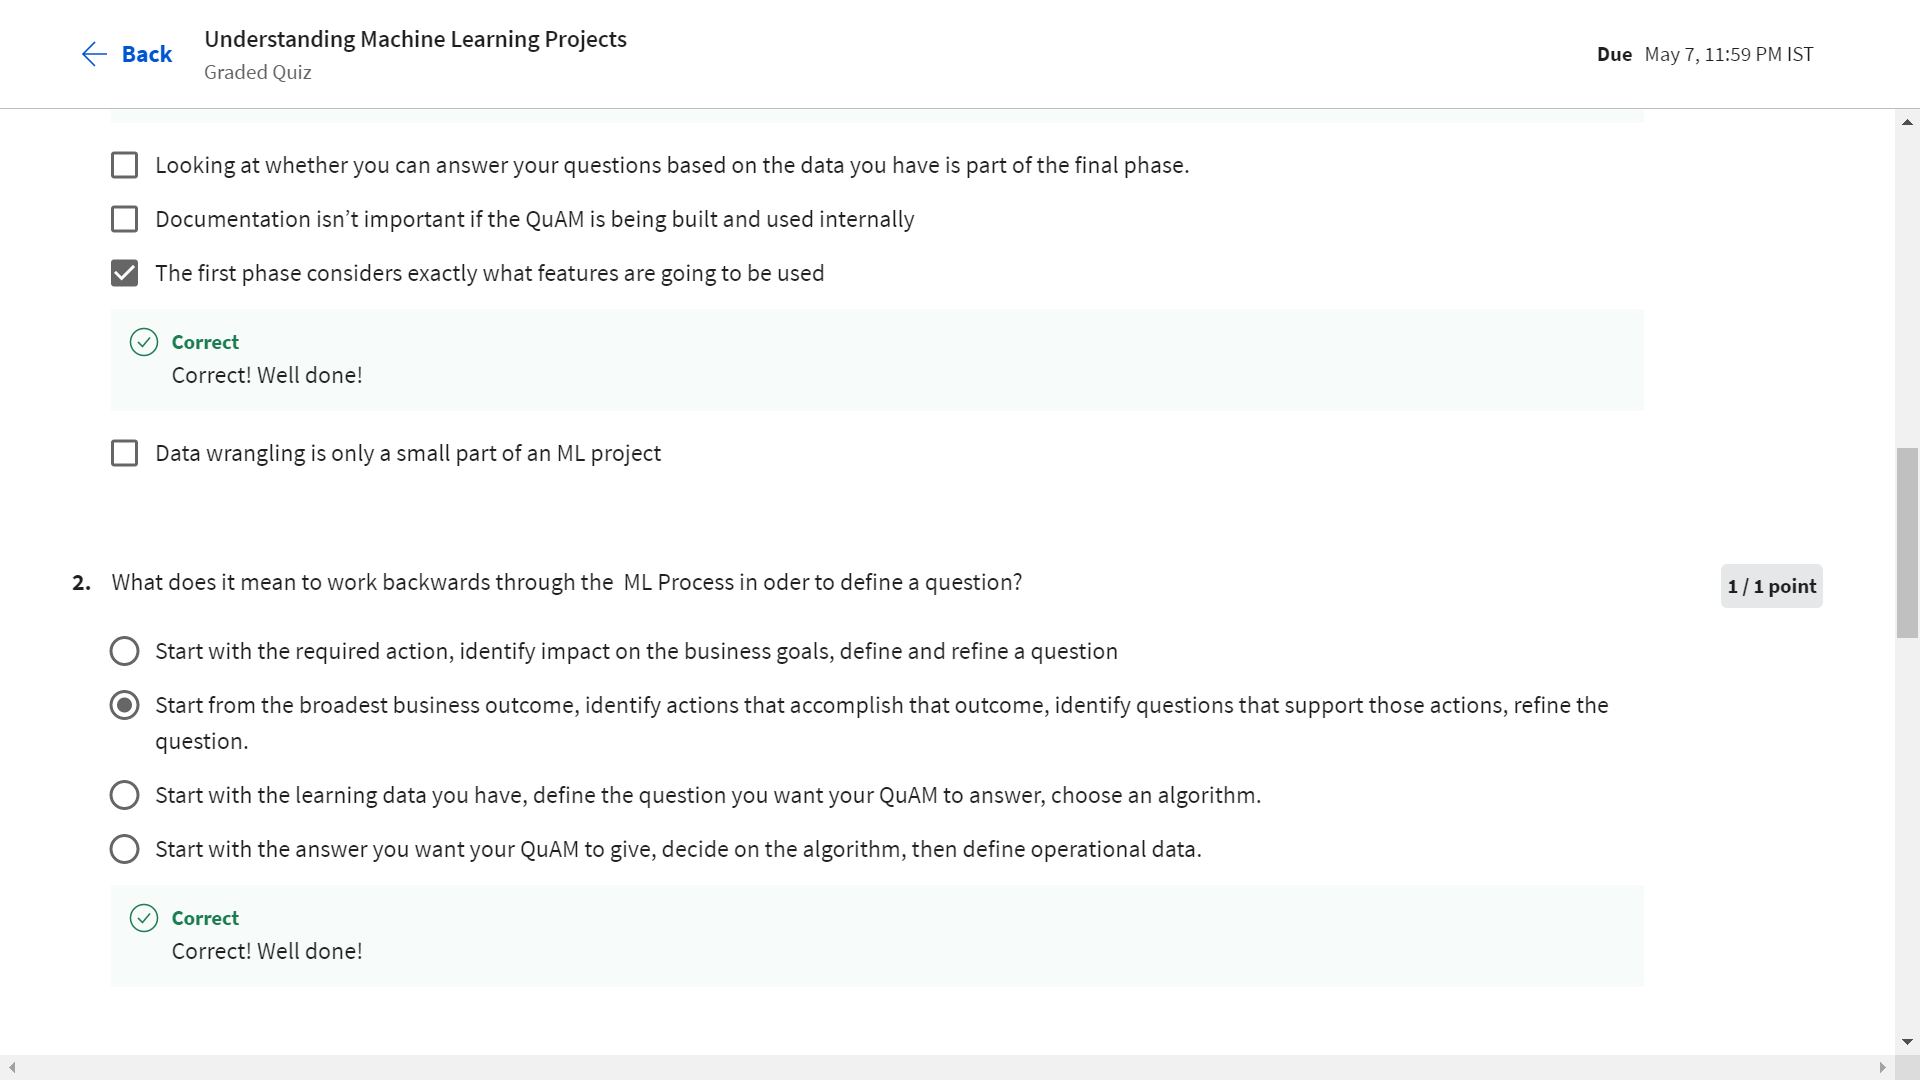 Back
Understanding Machine Learning Projects
Graded Quiz
Due May 7, 11:59 PM IST
Looking at whether you can answer your questions based on the data you have is part of the final phase.
Documentation isn’t important if the QuAM is being built and used internally
The first phase considers exactly what features are going to be used
Correct
Correct! Well done!
Data wrangling is only a small part of an ML project
2. What does it mean to work backwards through the ML Process in oder to define a question?
1 / 1 point
Start with the required action, identify impact on the business goals, define and refine a question
Start from the broadest business outcome, identify actions that accomplish that outcome, identify questions that support those actions, refine the
question.
Start with the learning data you have, define the question you want your QuAM to answer, choose an algorithm.
Start with the answer you want your QuAM to give, decide on the algorithm, then define operational data.
Correct
Correct! Well done!